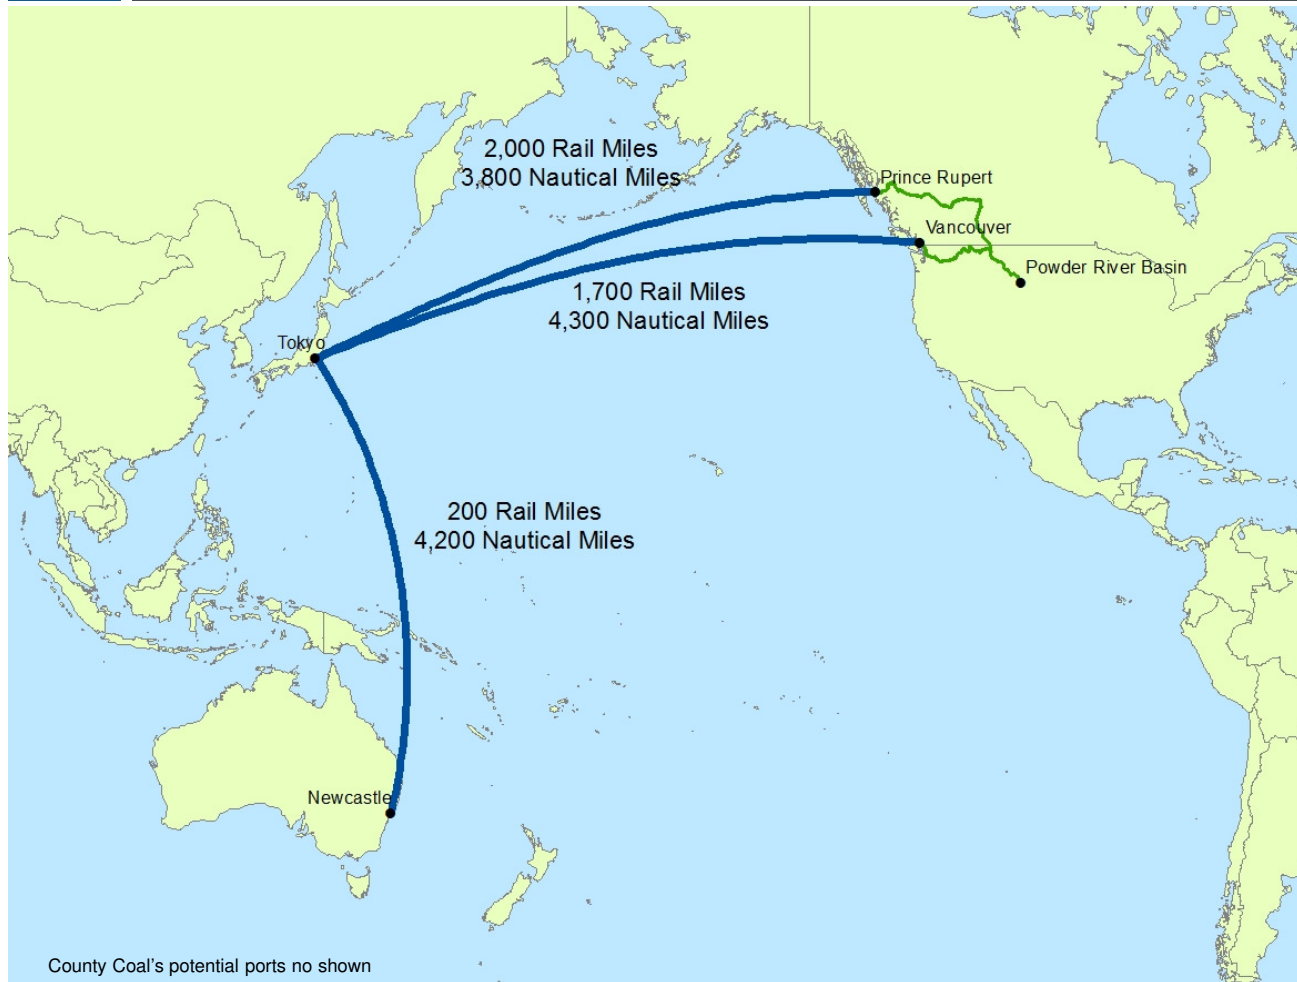 2,000 Rail Miles
3,800 Nautical Miles
Prince Rupert
Vancouver
Powder River Basin
1,700 Rail Miles
4,300 Nautical Miles
Tokyo
200 Rail Miles
4,200 Nautical Miles
Newcastle
County Coal's potential ports no shown